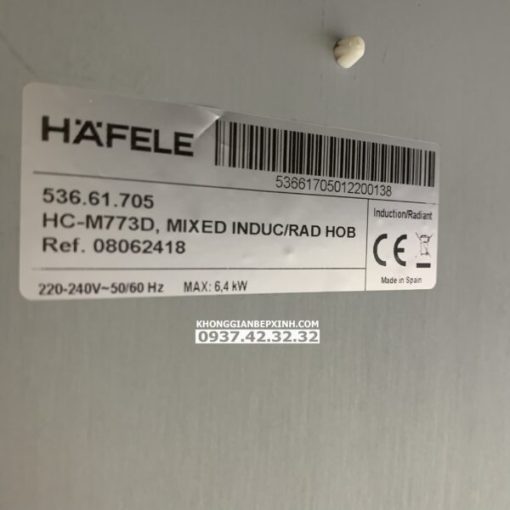 HÄFELE
53661705012200138
536.61.705
HC-M773D, MIXED INDUC/RAD HOB
Ref. 08062418
Induction/Radiant
CE
Made in Spain
220-240V~50/60 Hz MAX: 6,4 kW
KHONGGIANBEPXINH.COM
0937.42.32.32